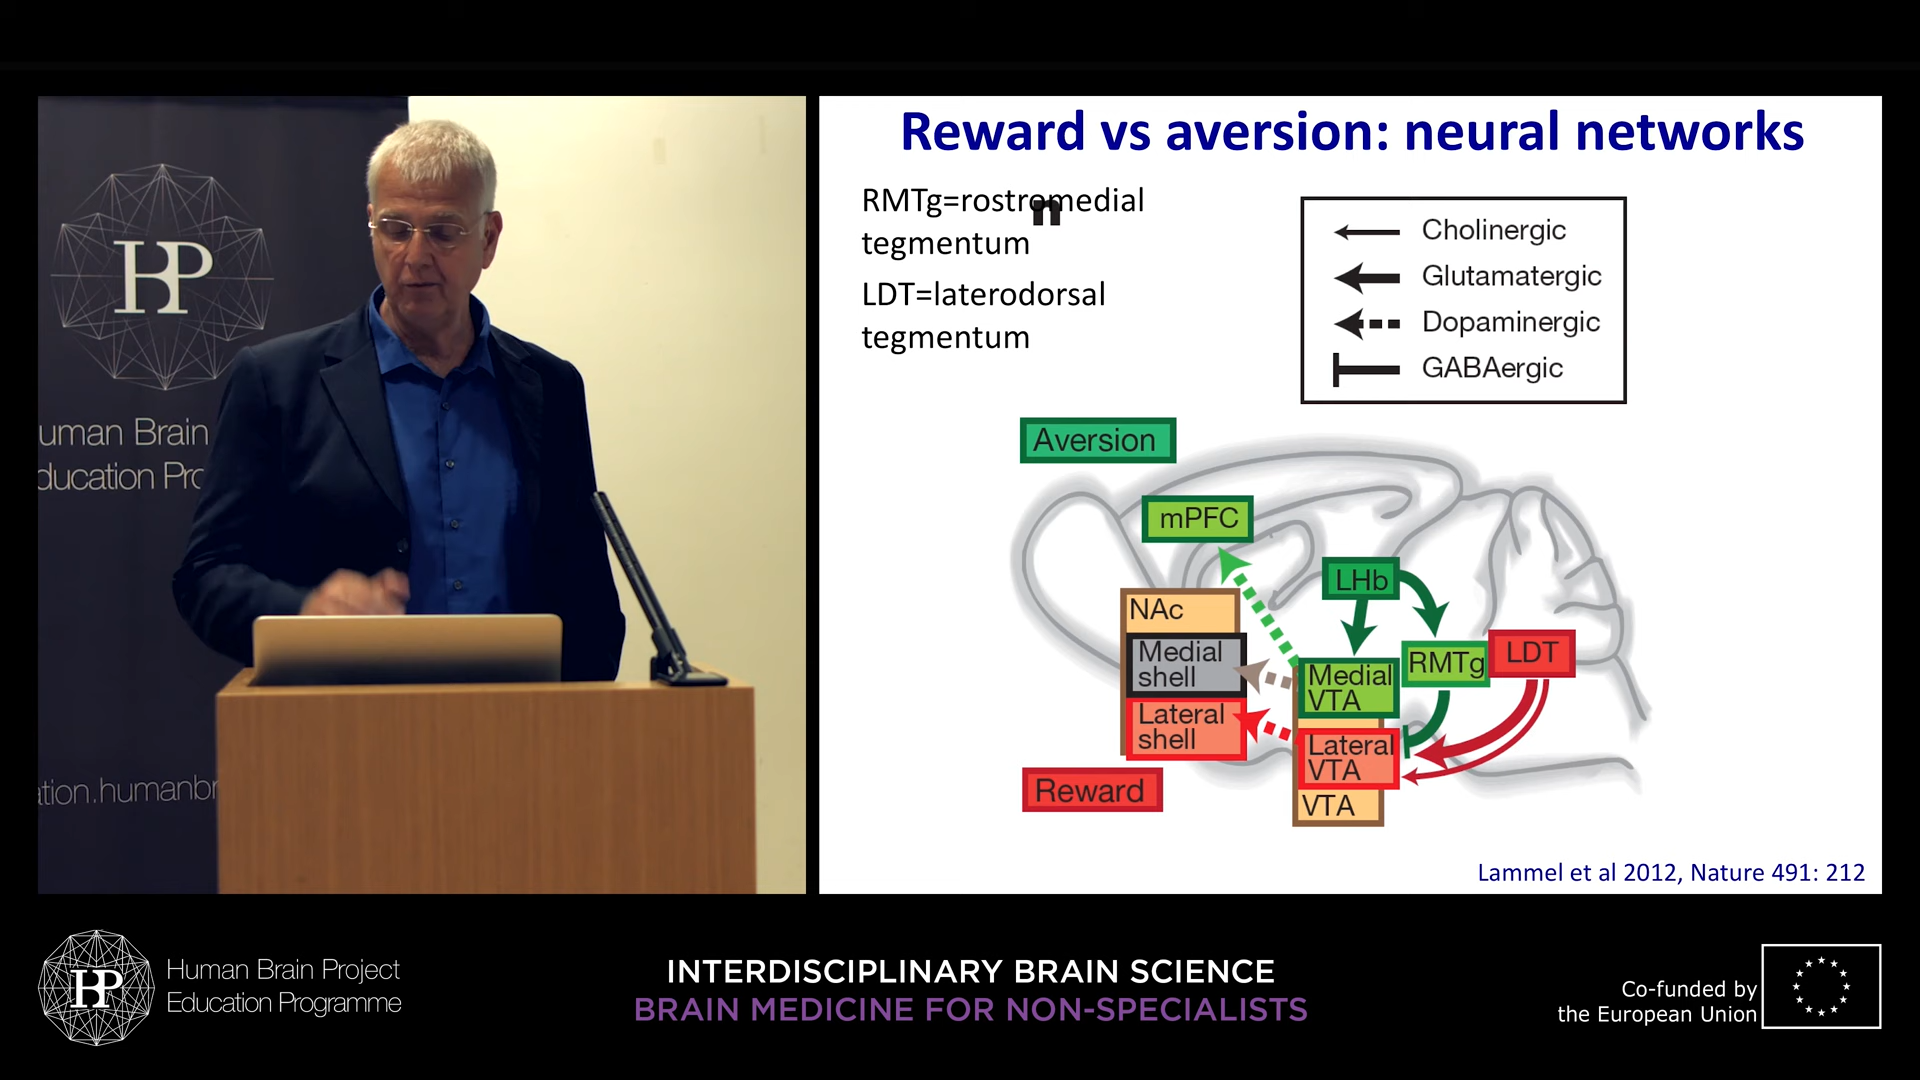 HP
uman Brain
ducation Pro
ation.humanbr
Reward vs aversion: neural networks
RMTg=rostromedial
n
tegmentum
LDT=laterodorsal
tegmentum
Cholinergic
Glutamatergic
Dopaminergic
GABAergic
Aversion
mPFC
LHb
NAc
Medial
shell
Lateral
shell
Medial
VTA
RMTg
LDT
Lateral
VTA
VTA
Reward
Lammel et al 2012, Nature 491: 212
HP
Human Brain Project
Education Programme
INTERDISCIPLINARY BRAIN SCIENCE
BRAIN MEDICINE FOR NON-SPECIALISTS
Co-funded by
the European Union